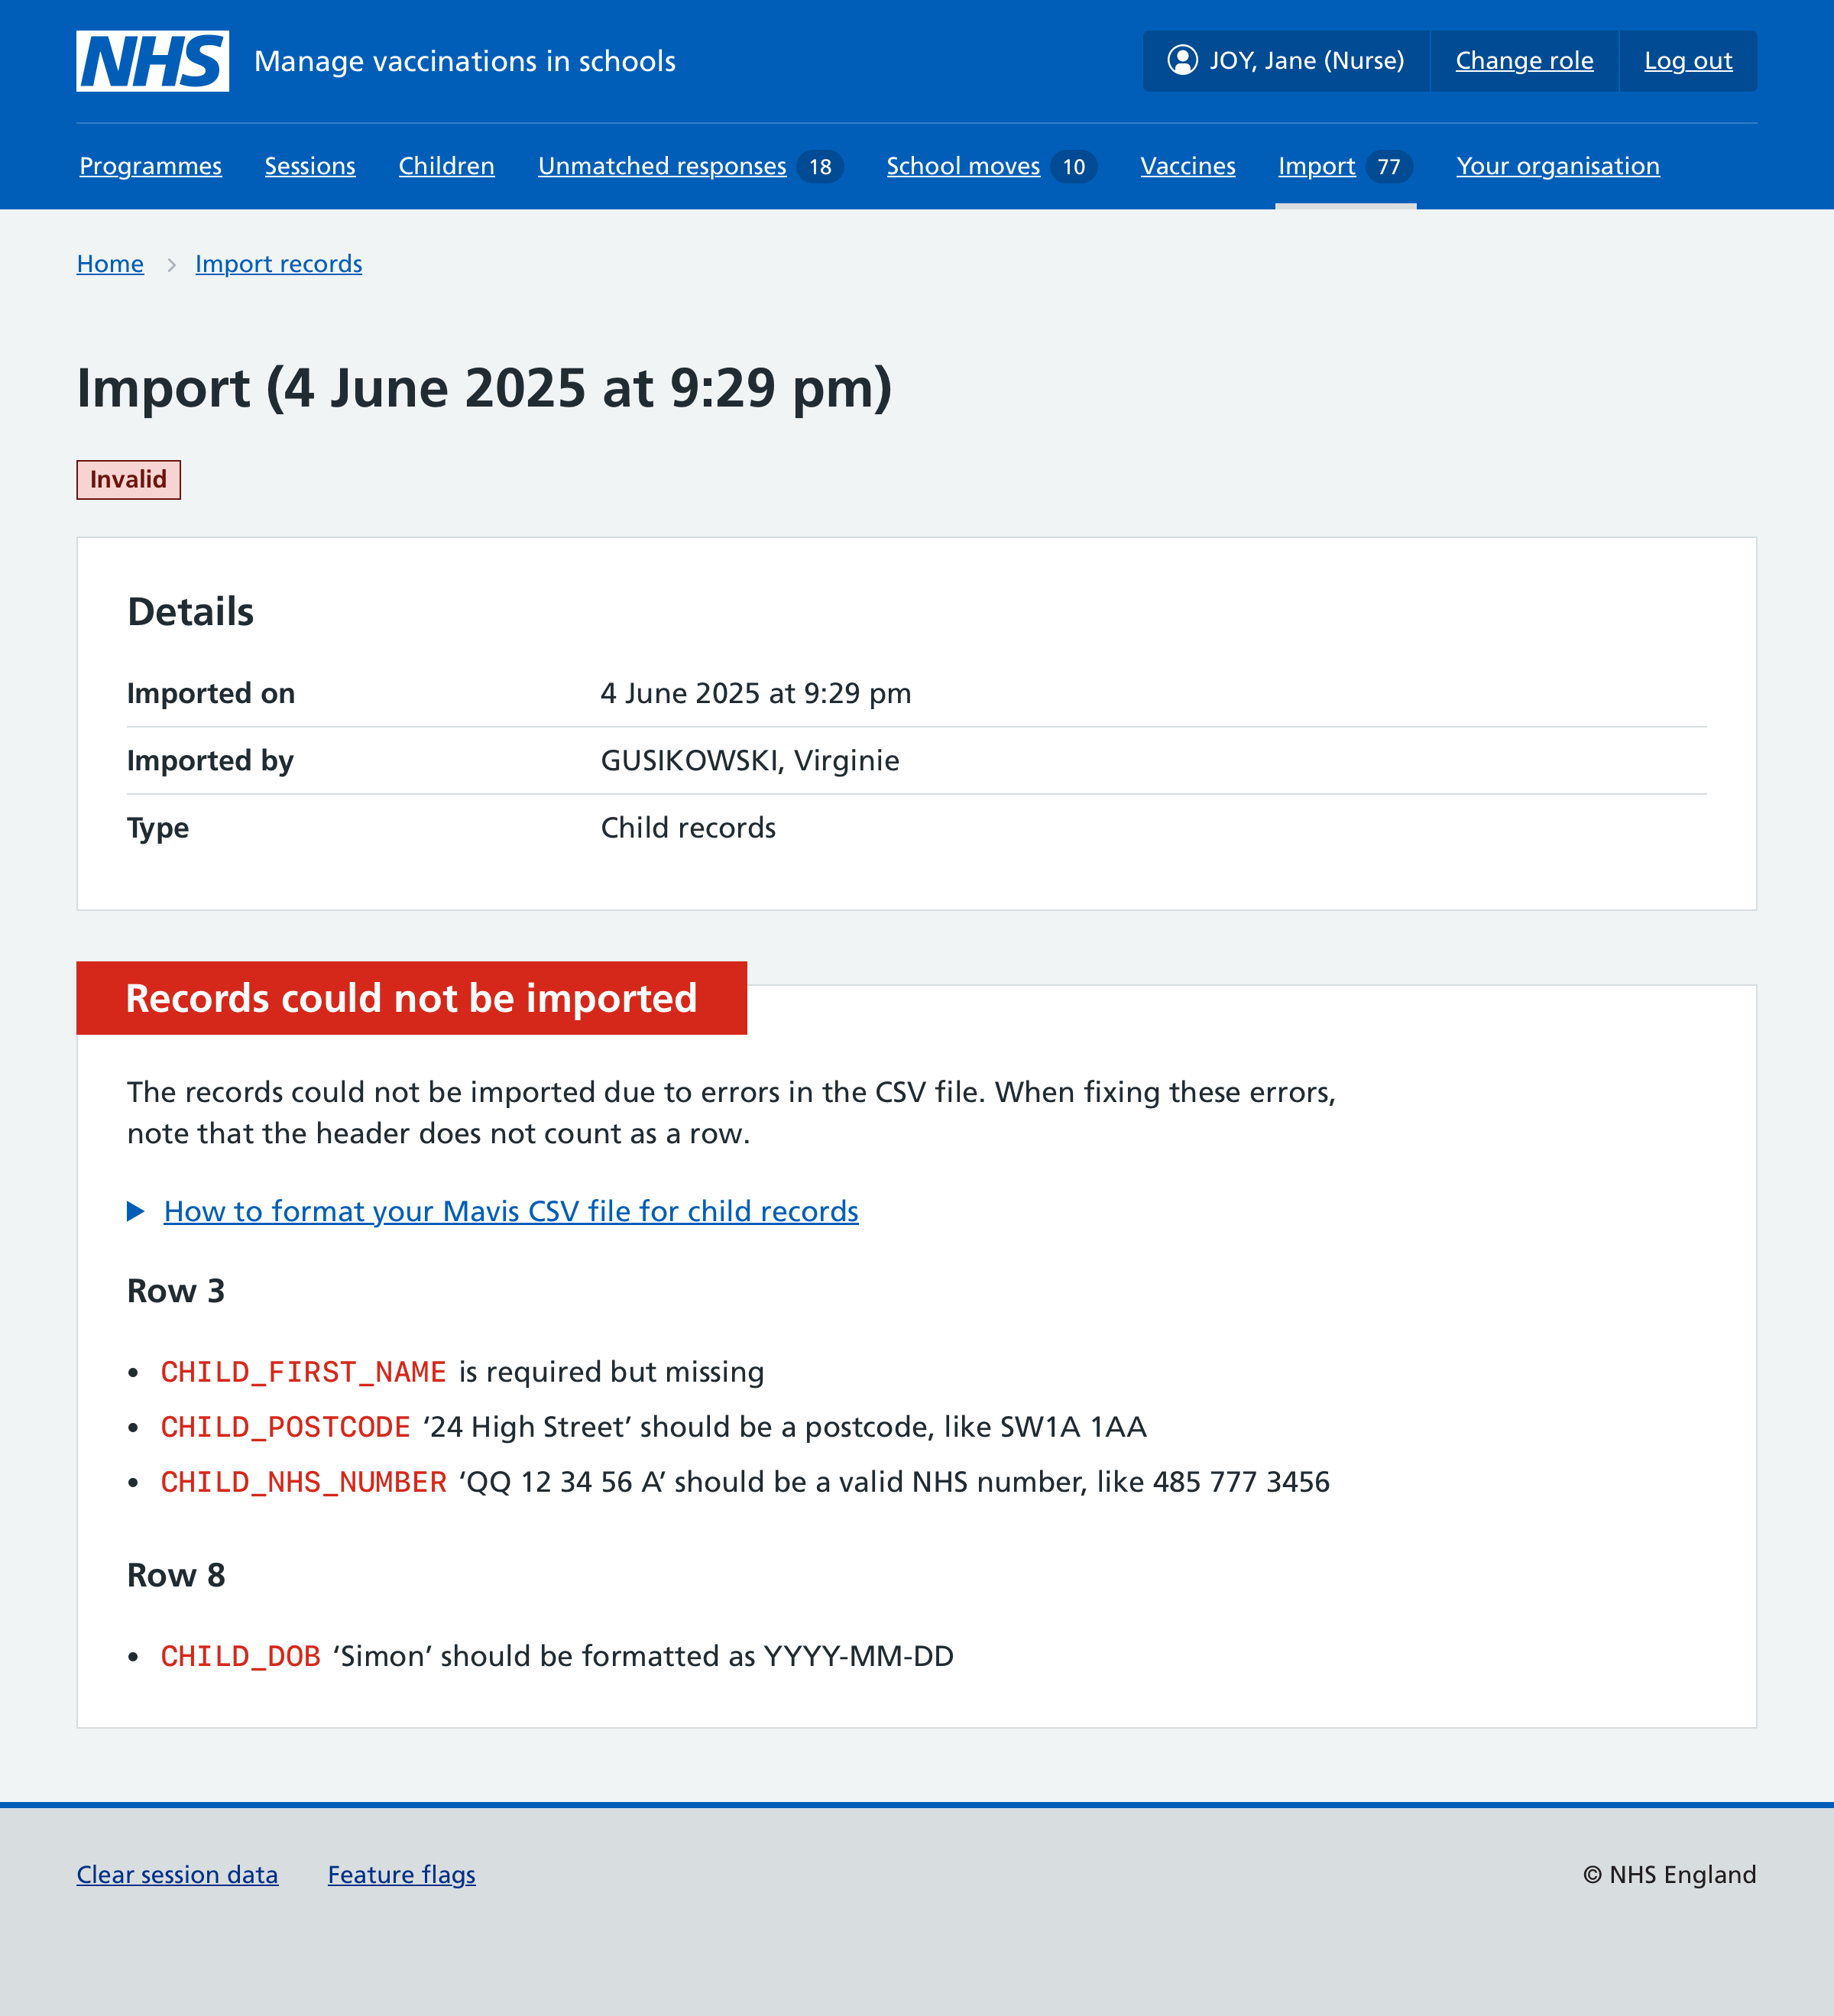 NHS Manage vaccinations in schools JOY, Jane (Nurse) Change role Log out
Programmes Sessions Children Unmatched responses 18 School moves 10 Vaccines Import 77 Your organisation
Home Import records
Import (4 June 2025 at 9:29 pm)
Invalid
Details
Imported on 4 June 2025 at 9:29 pm
Imported by GUSIKOWSKI, Virginie
Type Child records
Records could not be imported
The records could not be imported due to errors in the CSV file. When fixing these errors,
note that the header does not count as a row.
How to format your Mavis CSV file for child records
Row 3
• CHILD_FIRST_NAME is required but missing
• CHILD_POSTCODE ‘24 High Street’ should be a postcode, like SW1A 1AA
• CHILD_NHS_NUMBER ‘QQ 12 34 56 A’ should be a valid NHS number, like 485 777 3456
Row 8
• CHILD_DOB ‘Simon’ should be formatted as YYYY-MM-DD
Clear session data Feature flags © NHS England